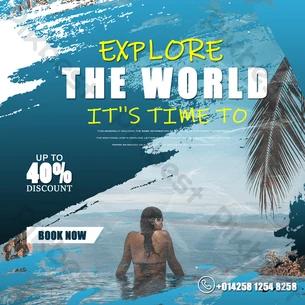 EXPLORE
THE WORLD
IT"S TIME TO
UP TO
40%
DISCOUNT
BOOK NOW
+014258 1254 8258